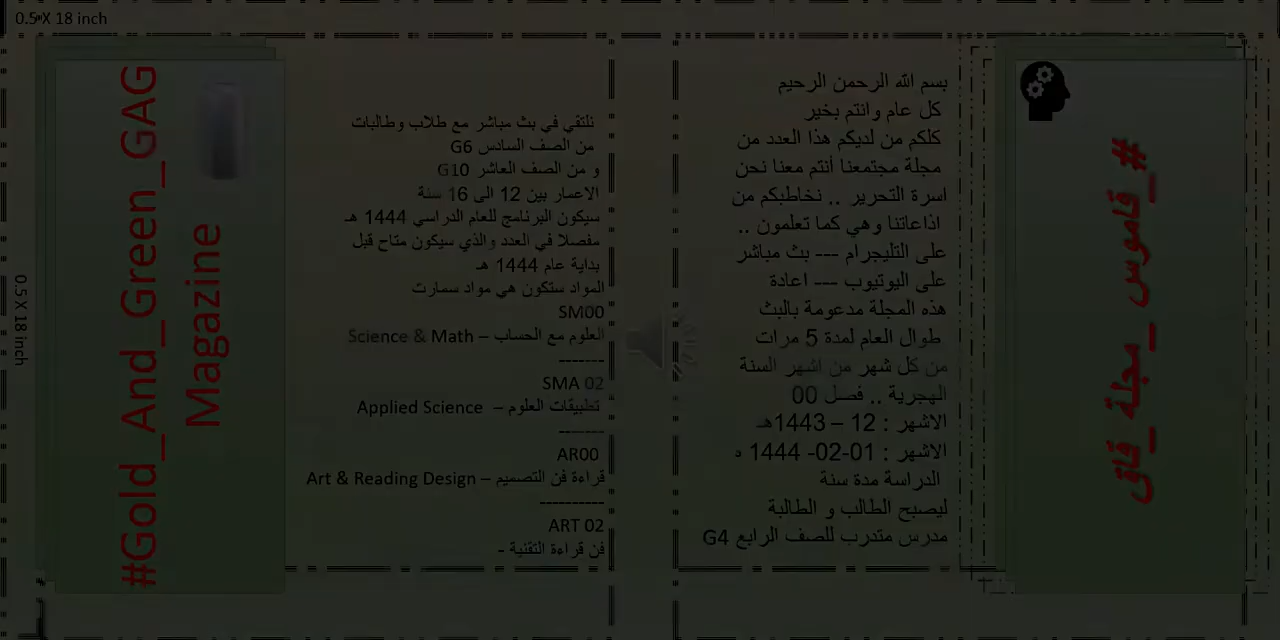 0.5 X 18 inch
بسم الله الرحمن الرحيم
كل عام وانتم بخير
كلكم من لديكم هذا العدد من
مجلة مجتمعنا أنتم معنا نحن
اسرة التحرير .. نخاطبكم من
اذاعاتنا وهي كما تعلمون ..
على التليجرام --- بث مباشر
على اليوتيوب --- اعادة
هذه المجلة مدعومة بالبث
طوال العام لمدة 5 مرات
من كل شهر من اشهر السنة
الهجرية .. فصل 00
الاشهر : 12 – 1443هـ
الاشهر : 01-02- 1444 ه
الدراسة مدة سنة
ليصبح الطالب و الطالبة
مدرس متدرب للصف الرابع G4
نلتقي في بث مباشر مع طلاب وطالبات
من الصف السادس G6
و من الصف العاشر G10
الاعمار بين 12 الى 16 سنة
سيكون البرنامج للعام الدراسي 1444 هـ
مفصلا في العدد والذي سيكون متاح قبل
بداية عام 1444 هـ
المواد ستكون هي مواد سمارت
SM00
العلوم مع الحساب – Science & Math
-------
SMA 02
تطبيقات العلوم – Applied Science
-------
AR00
قراءة فن التصميم – Art & Reading Design
----------
ART 02
فن قراءة التقنية -
#Gold_And_Green_GAG
Magazine
#_قاموس_مجلة_قاق
0.5 X 18 inch